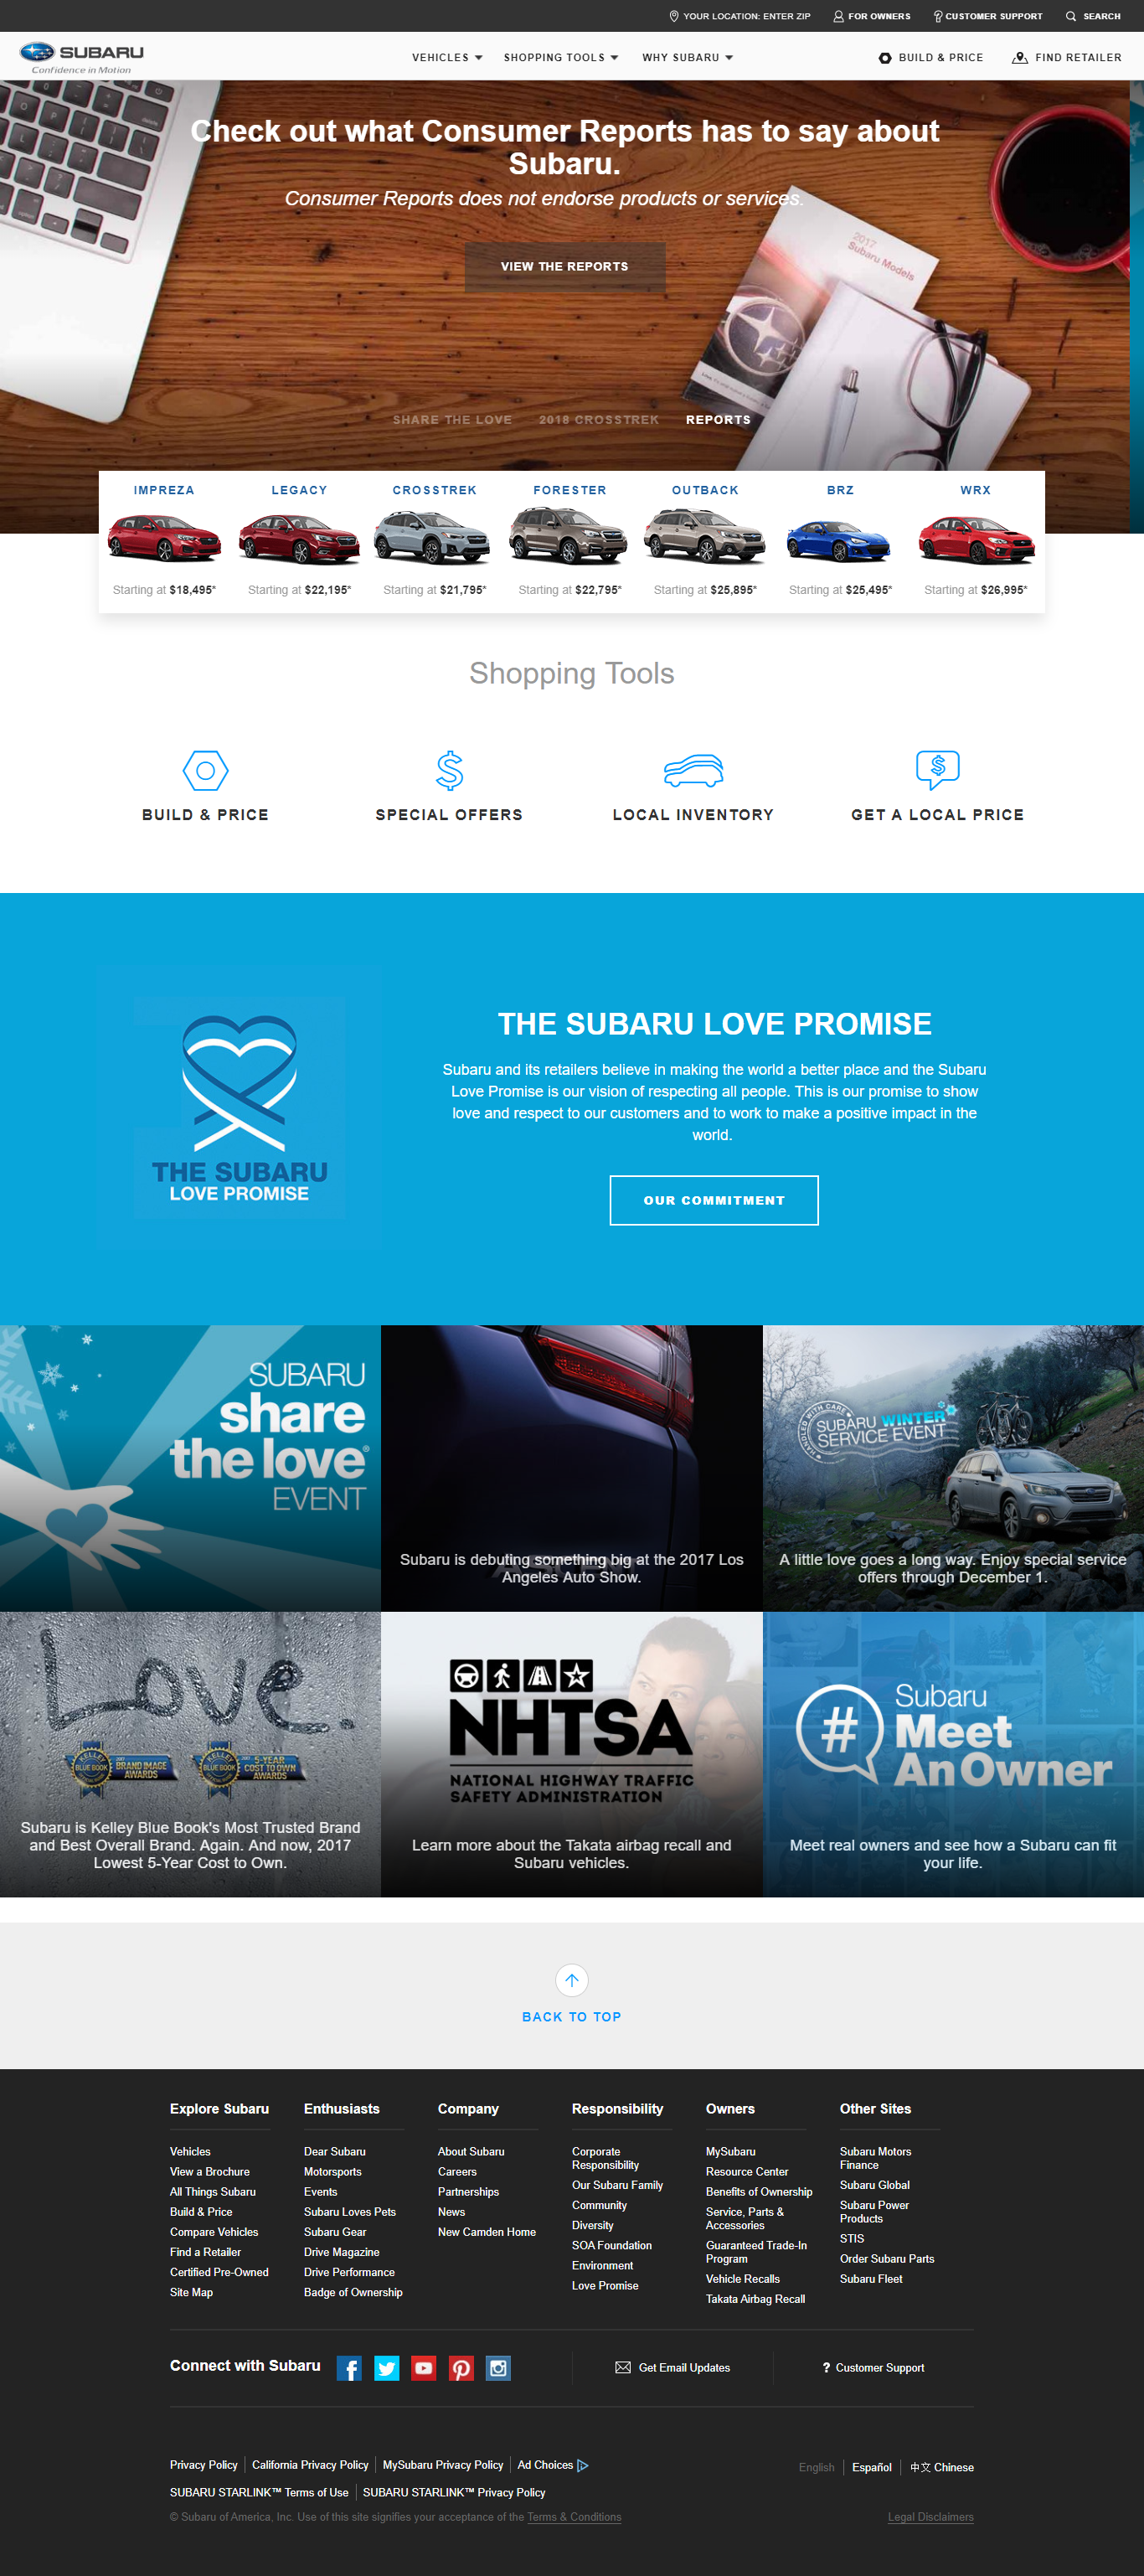 YOUR LOCATION: ENTER ZIP
FOR OWNERS
CUSTOMER SUPPORT
SEARCH
SUBARU
Confidence in Motion
VEHICLES
SHOPPING TOOLS
WHY SUBARU
BUILD & PRICE
FIND RETAILER
Check out what Consumer Reports has to say about
Subaru.
Consumer Reports does not endorse products or services.
VIEW THE REPORTS
2017
Subaru Models
SHARE THE LOVE
2018 CROSSTREK
REPORTS
IMPREZA
LEGACY
CROSSTREK
FORESTER
OUTBACK
BRZ
WRX
Starting at $18,495*
Starting at $22,195*
Starting at $21,795*
Starting at $22,795*
Starting at $25,895*
Starting at $25,495*
Starting at $26,995*
Shopping Tools
BUILD & PRICE
SPECIAL OFFERS
LOCAL INVENTORY
GET A LOCAL PRICE
THE SUBARU
LOVE PROMISE
THE SUBARU LOVE PROMISE
Subaru and its retailers believe in making the world a better place and the Subaru
Love Promise is our vision of respecting all people. This is our promise to show
love and respect to our customers and to work to make a positive impact in the
world.
OUR COMMITMENT
SUBARU
share
the love®
EVENT
Subaru is debuting something big at the 2017 Los
Angeles Auto Show.
HANDLED WITH CARE
SUBARU WINTER
SERVICE EVENT
A little love goes a long way. Enjoy special service
offers through December 1.
Love.
KELLEY
BLUE BOOK
BRAND IMAGE
AWARDS
KELLEY
BLUE BOOK
5-YEAR
COST TO OWN
AWARDS
Subaru is Kelley Blue Book's Most Trusted Brand
and Best Overall Brand. Again. And now, 2017
Lowest 5-Year Cost to Own.
NHTSA
NATIONAL HIGHWAY TRAFFIC
SAFETY ADMINISTRATION
Learn more about the Takata airbag recall and
Subaru vehicles.
#
Subaru
Meet
AnOwner
Meet real owners and see how a Subaru can fit
your life.
BACK TO TOP
Explore Subaru
Vehicles
View a Brochure
All Things Subaru
Build & Price
Compare Vehicles
Find a Retailer
Certified Pre-Owned
Site Map
Enthusiasts
Dear Subaru
Motorsports
Events
Subaru Loves Pets
Subaru Gear
Drive Magazine
Drive Performance
Badge of Ownership
Company
About Subaru
Careers
Partnerships
News
New Camden Home
Responsibility
Corporate
Responsibility
Our Subaru Family
Community
Diversity
SOA Foundation
Environment
Love Promise
Owners
MySubaru
Resource Center
Benefits of Ownership
Service, Parts &
Accessories
Guaranteed Trade-In
Program
Vehicle Recalls
Takata Airbag Recall
Other Sites
Subaru Motors
Finance
Subaru Global
Subaru Power
Products
STIS
Order Subaru Parts
Subaru Fleet
Connect with Subaru
Get Email Updates
? Customer Support
Privacy Policy
California Privacy Policy
MySubaru Privacy Policy
Ad Choices
English
Español
中文 Chinese
SUBARU STARLINK™ Terms of Use
SUBARU STARLINK™ Privacy Policy
© Subaru of America, Inc. Use of this site signifies your acceptance of the Terms & Conditions
Legal Disclaimers